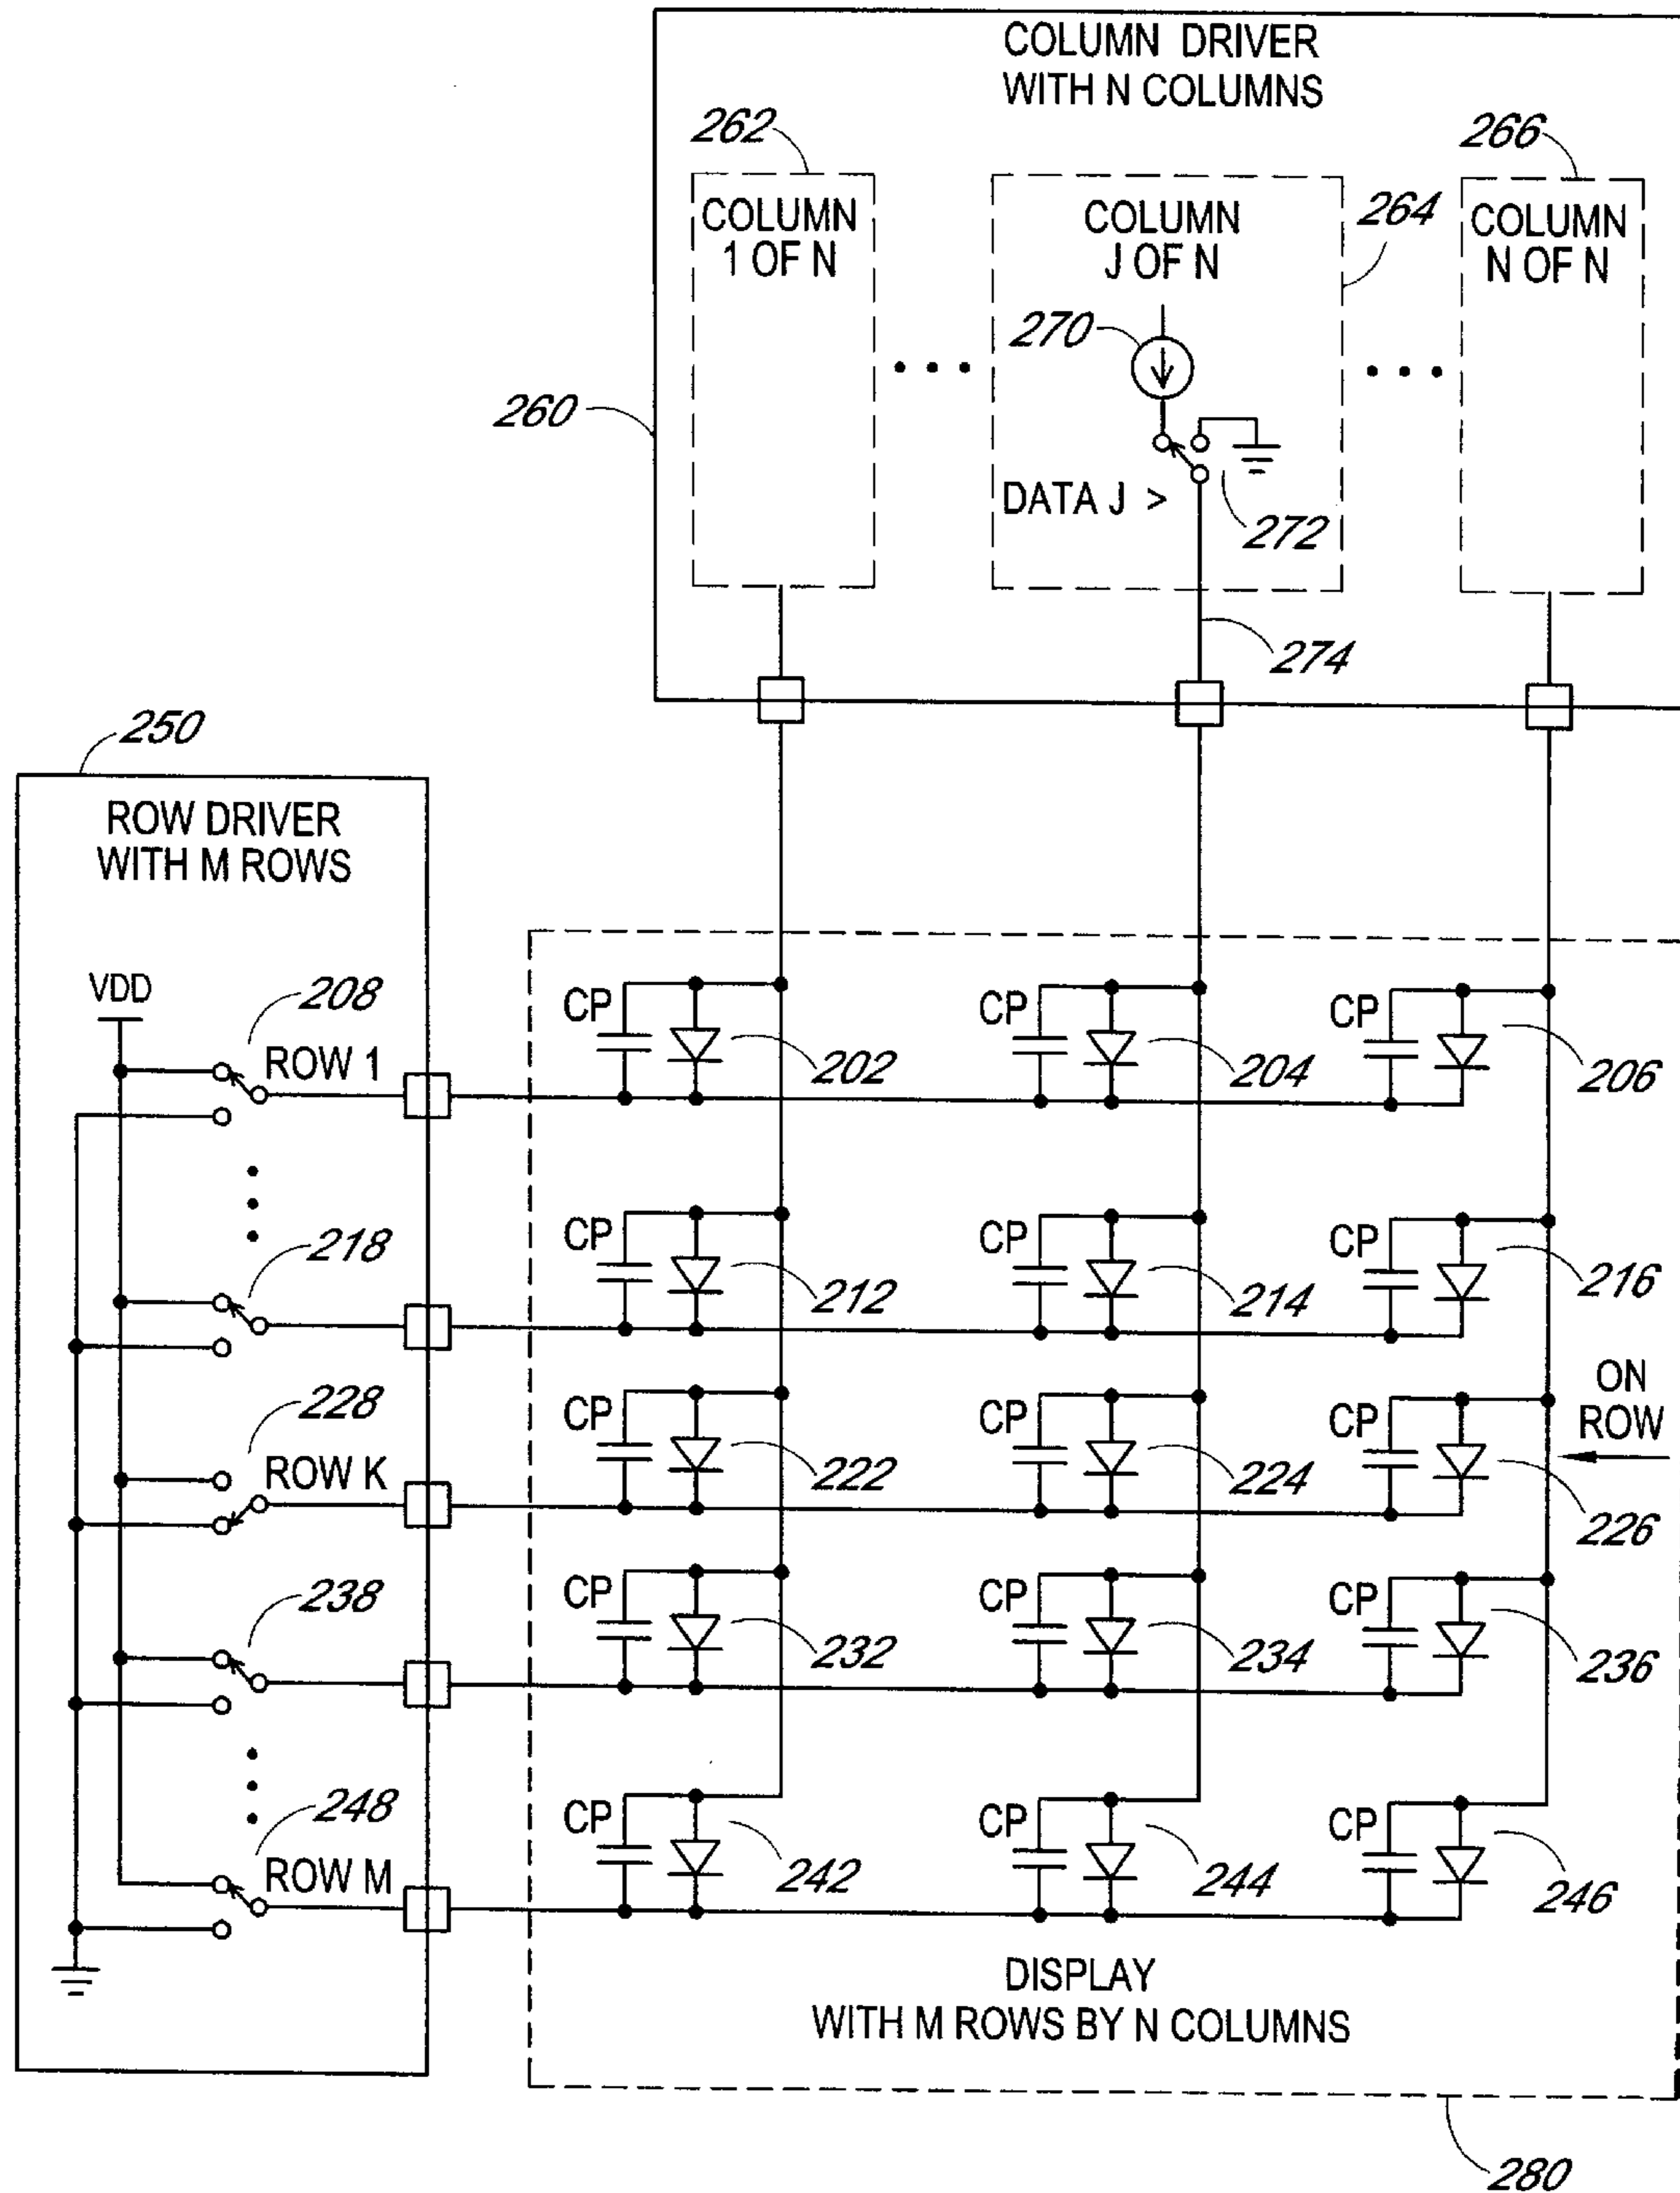 COLUMN DRIVER
WITH N COLUMNS
262
266
COLUMN
1 OF N
COLUMN
J OF N
264
COLUMN
N OF N
270
260
DATA J >
272
274
250
ROW DRIVER
WITH M ROWS
VDD
208
ROW 1
CP
202
CP
204
CP
206
218
CP
212
CP
214
CP
216
ON
ROW
228
ROW K
CP
222
CP
224
CP
226
238
CP
232
CP
234
CP
236
248
ROW M
CP
242
CP
244
CP
246
DISPLAY
WITH M ROWS BY N COLUMNS
280